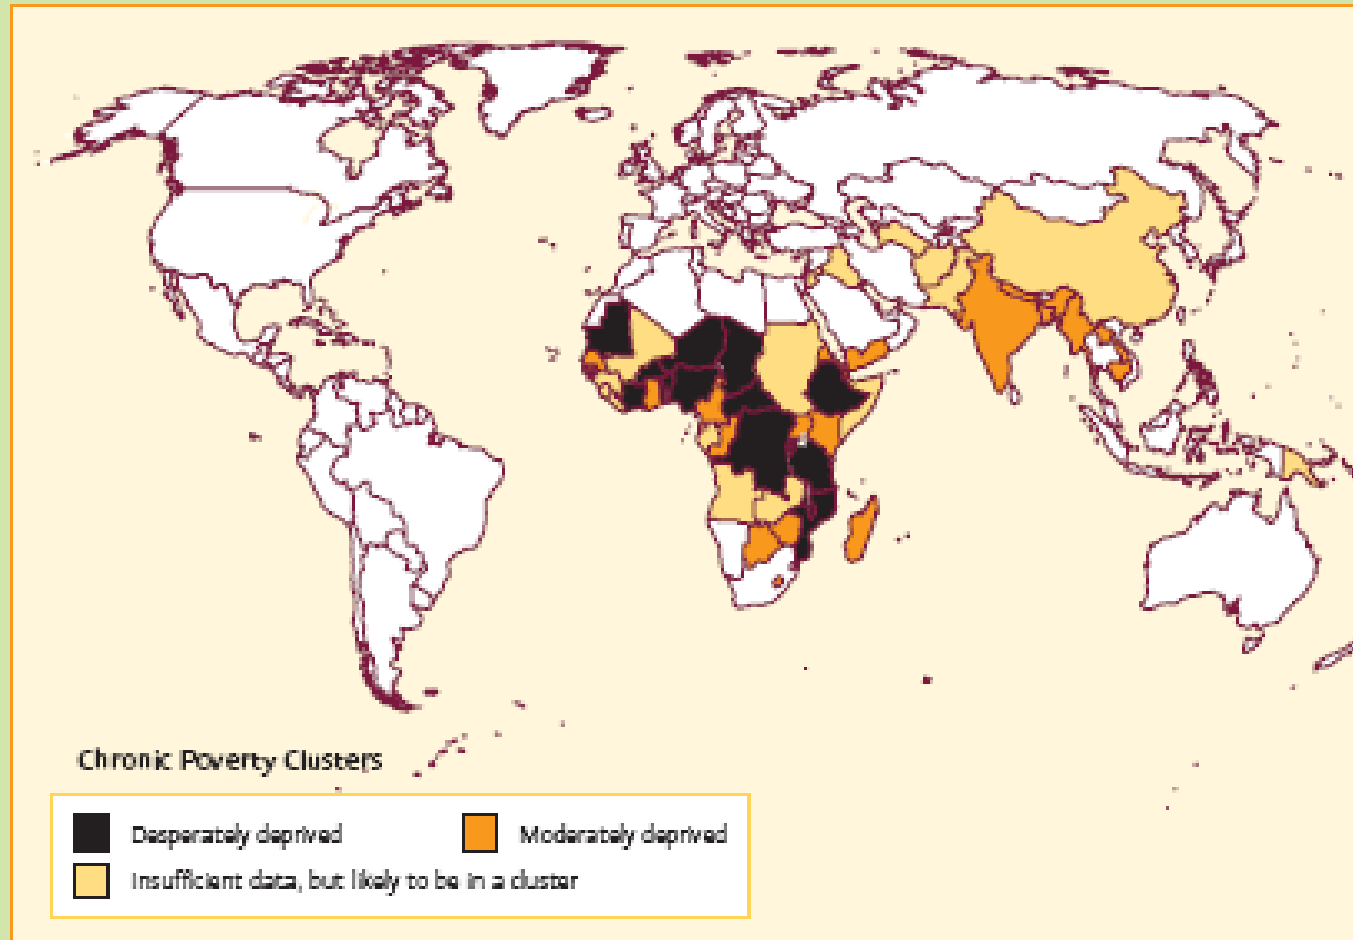 Chronic Poverty Clusters
Desperately deprived
Moderately deprived
Insufficient data, but likely to be in a cluster